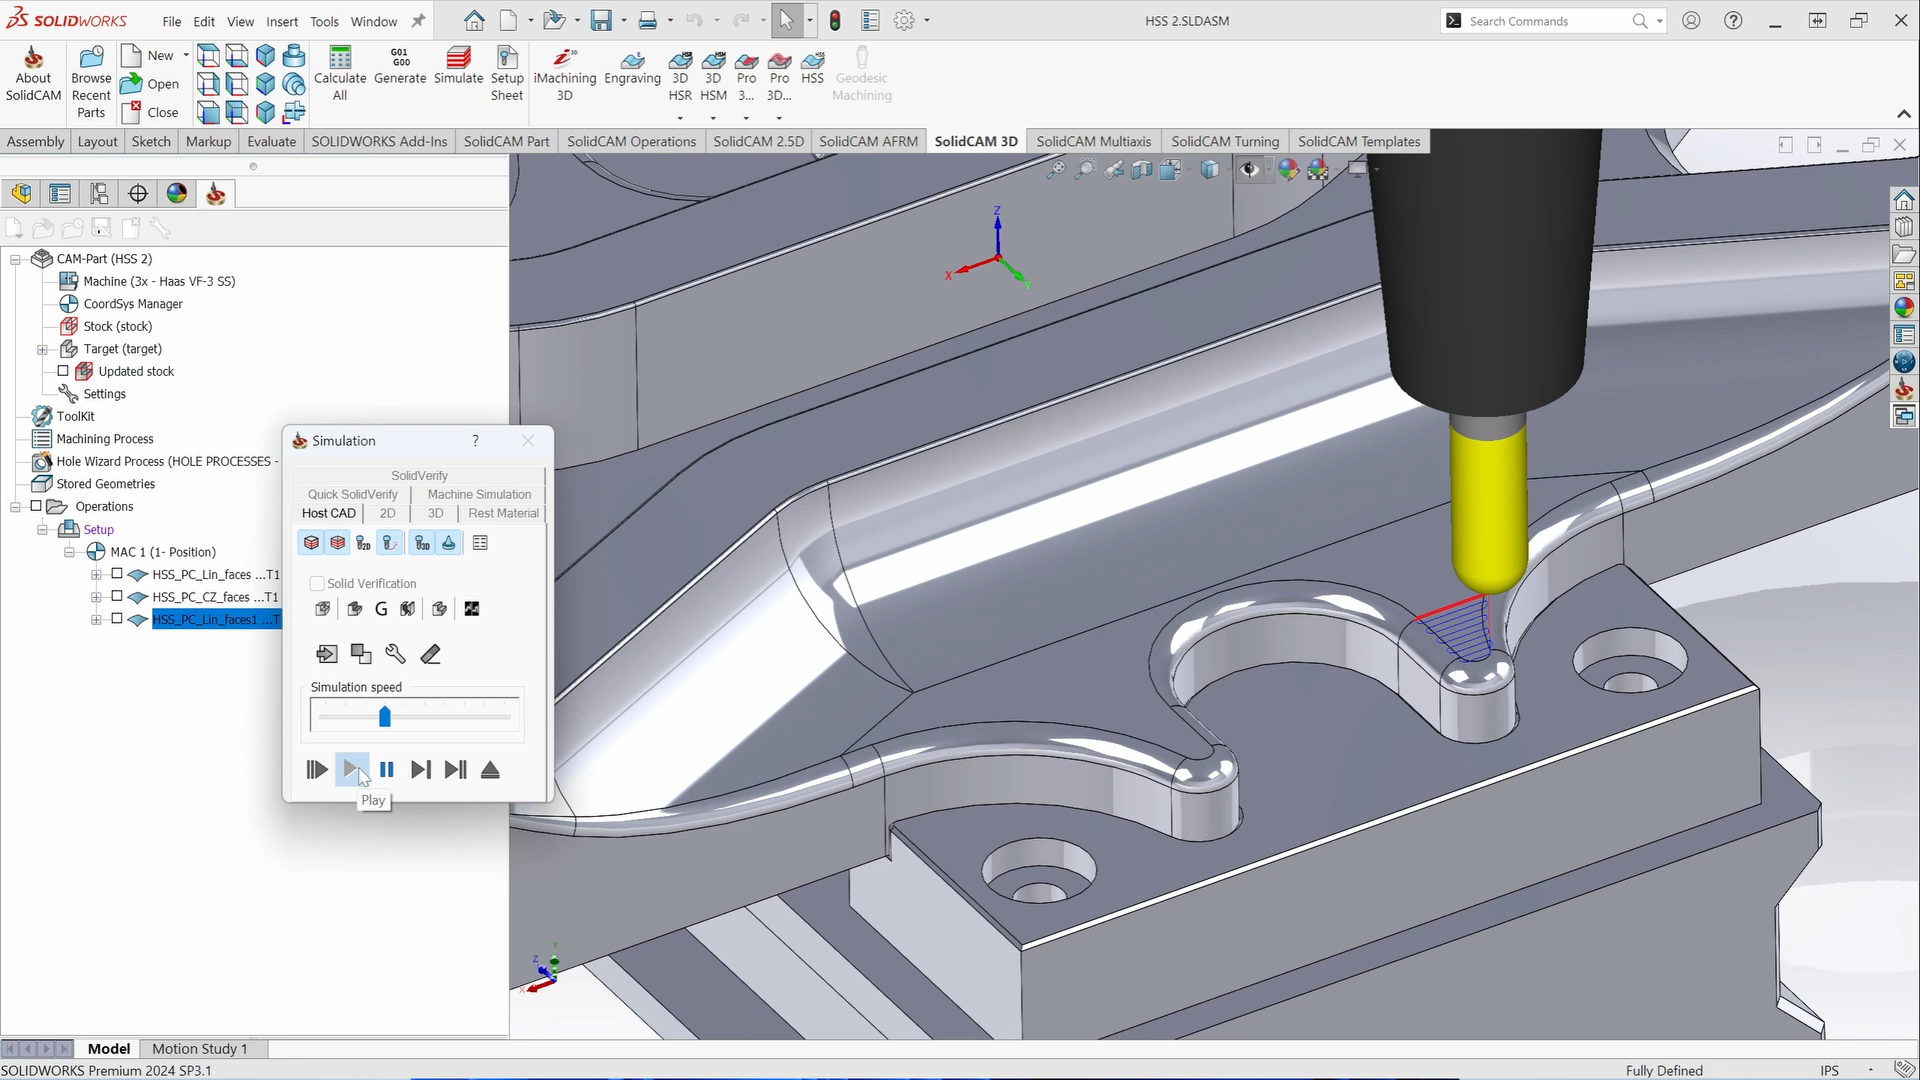 SOLIDWORKS
File Edit View Insert Tools Window
HSS 2.SLDASM
Search Commands
About SolidCAM
Browse Recent Parts
New
Open
Close
Calculate All
G01 G00
Generate
Simulate
Setup Sheet
iMachining 3D
Engraving
3D HSR
3D HSM
Pro 3...
Pro 3D...
HSS
Geodesic Machining
Assembly Layout Sketch Markup Evaluate SOLIDWORKS Add-Ins SolidCAM Part SolidCAM Operations SolidCAM 2.5D SolidCAM AFRM SolidCAM 3D SolidCAM Multiaxis SolidCAM Turning SolidCAM Templates
CAM-Part (HSS 2)
Machine (3x - Haas VF-3 SS)
CoordSys Manager
Stock (stock)
Target (target)
Updated stock
Settings
ToolKit
Machining Process
Hole Wizard Process (HOLE PROCESSES -
Stored Geometries
Operations
Setup
MAC 1 (1- Position)
HSS_PC_Lin_faces ...T1
HSS_PC_CZ_faces ...T1
HSS_PC_Lin_faces1 ...T
Simulation ?
SolidVerify
Quick SolidVerify Machine Simulation
Host CAD 2D 3D Rest Material
Solid Verification
G
Simulation speed
Play
Z
X
Y
Y
Z
X
Model Motion Study 1
SOLIDWORKS Premium 2024 SP3.1
Fully Defined
IPS